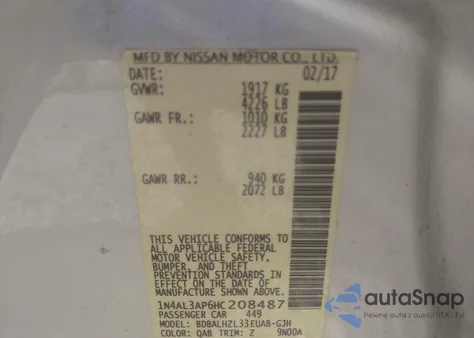 MFD BY NISSAN MOTOR CO., LTD.
DATE: 02/17
GVWR: 1917 KG
4226 LB
GAWR FR.: 1010 KG
2227 LB
GAWR RR.: 940 KG
2072 LB
THIS VEHICLE CONFORMS TO
ALL APPLICABLE FEDERAL
MOTOR VEHICLE SAFETY,
BUMPER, AND THEFT
PREVENTION STANDARDS IN
EFFECT ON THE DATE OF
MANUFACTURE SHOWN ABOVE.
1N4AL3AP6HC208487
PASSENGER CAR 449
MODEL: BDBALHZL33EUAB-GJH
COLOR: QAB TRIM: Z 9N00A
autaSnap